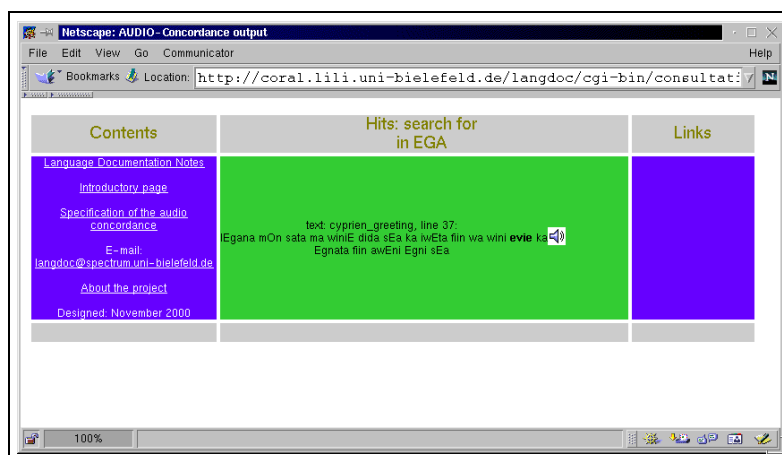 Netscape: AUDIO-Concordance output
File Edit View Go Communicator Help
Bookmarks Location: http://coral.lili.uni-bielefeld.de/langdoc/cgi-bin/consultati
Contents
Hits: search for
in EGA
Links
Language Documentation Notes
Introductory page
Specification of the audio
concordance
E-mail:
langdoc@spectrum.uni-bielefeld.de
About the project
Designed: November 2000
text: cyprien_greeting, line 37:
IEgana mOn sata ma winiE dida sEa ka iwEta fiin wa wini evie ka
Egnata fiin awEni Egni sEa
100%